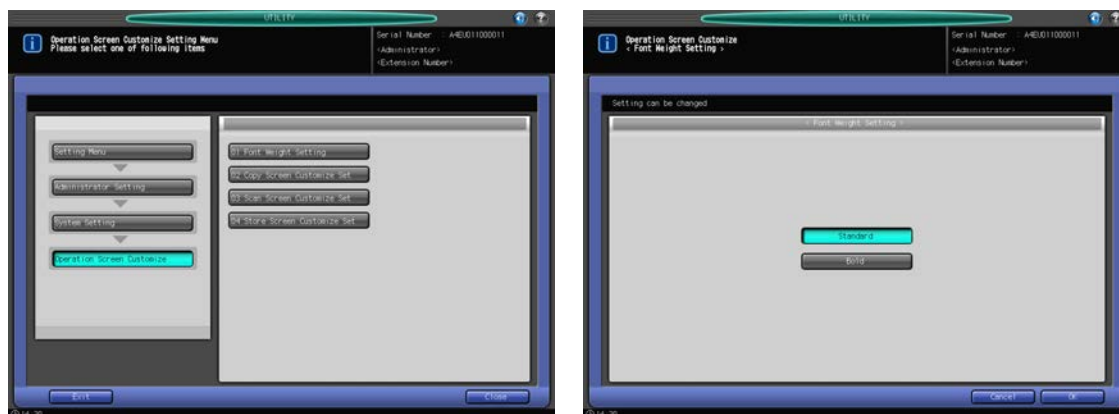 UTILITY
Operation Screen Customize Setting Menu
Please select one of following items
Serial Number : A4EU011000011
<Administrator>
<Extension Number>
Setting Menu
Administrator Setting
System Setting
Operation Screen Customize
01 Font Weight Setting
02 Copy Screen Customize Set
03 Scan Screen Customize Set
04 Store Screen Customize Set
Exit
Close
UTILITY
Operation Screen Customize
< Font Weight Setting >
Serial Number : A4EU011000011
<Administrator>
<Extension Number>
Setting can be changed
< Font Weight Setting >
Standard
Bold
Cancel
OK